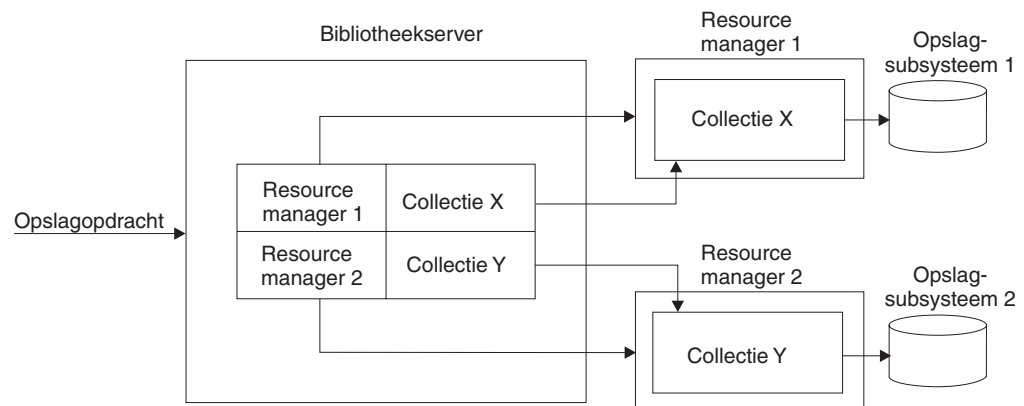 Bibliotheekserver
Resource
manager 1
Opslag-
subsysteem 1
Collectie X
Resource
manager 1
Collectie X
Opslagopdracht
Resource
manager 2
Collectie Y
Resource
manager 2
Opslag-
subsysteem 2
Collectie Y